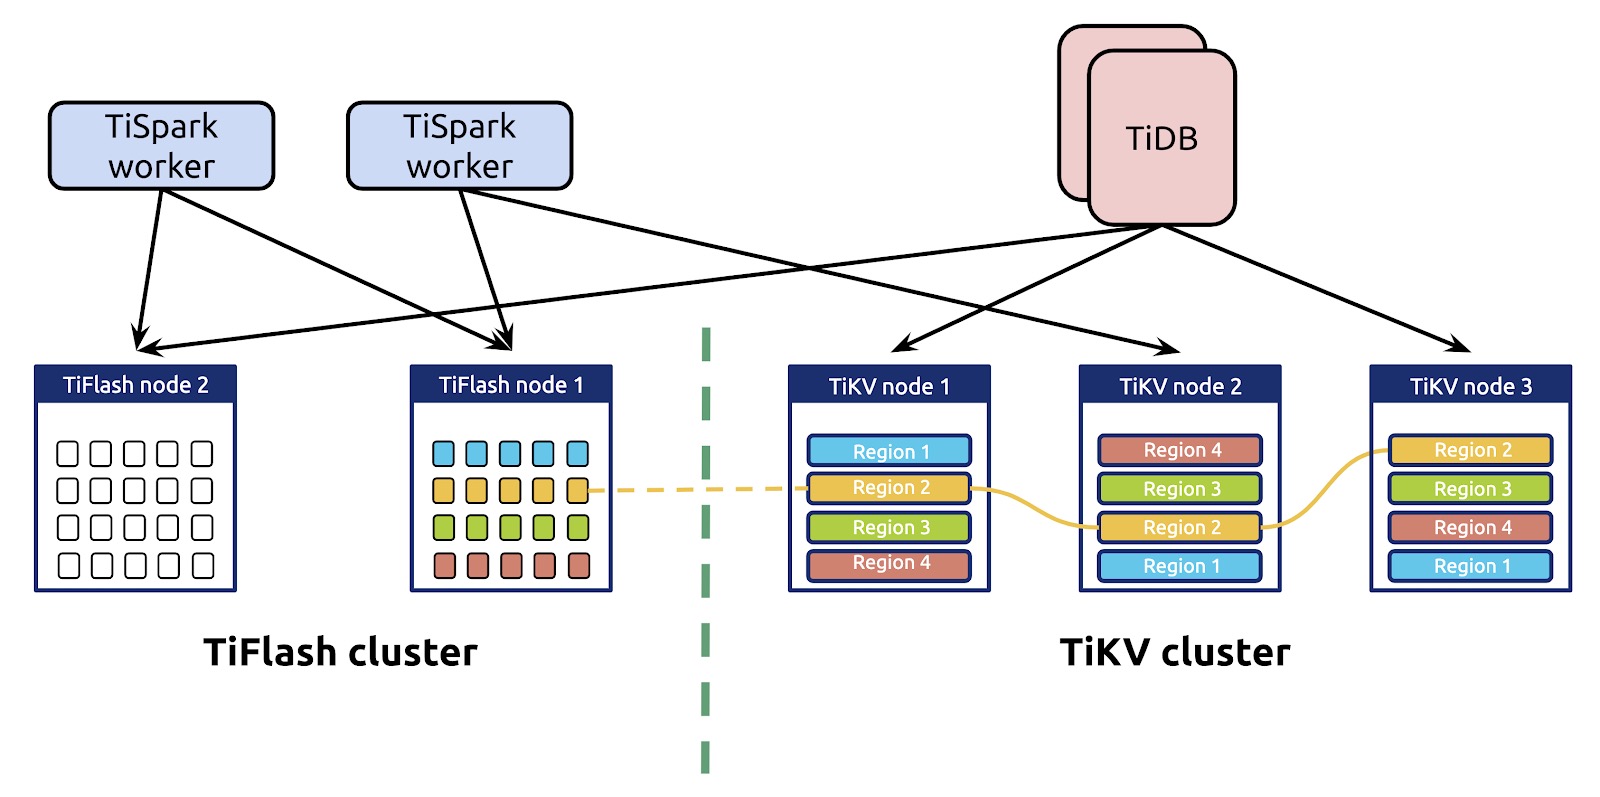 TiSpark
worker
TiSpark
worker
TiDB
TiFlash node 2
TiFlash node 1
TiKV node 1
TiKV node 2
TiKV node 3
Region 1
Region 2
Region 3
Region 4
Region 4
Region 3
Region 2
Region 1
Region 2
Region 3
Region 4
Region 1
TiFlash cluster
TiKV cluster